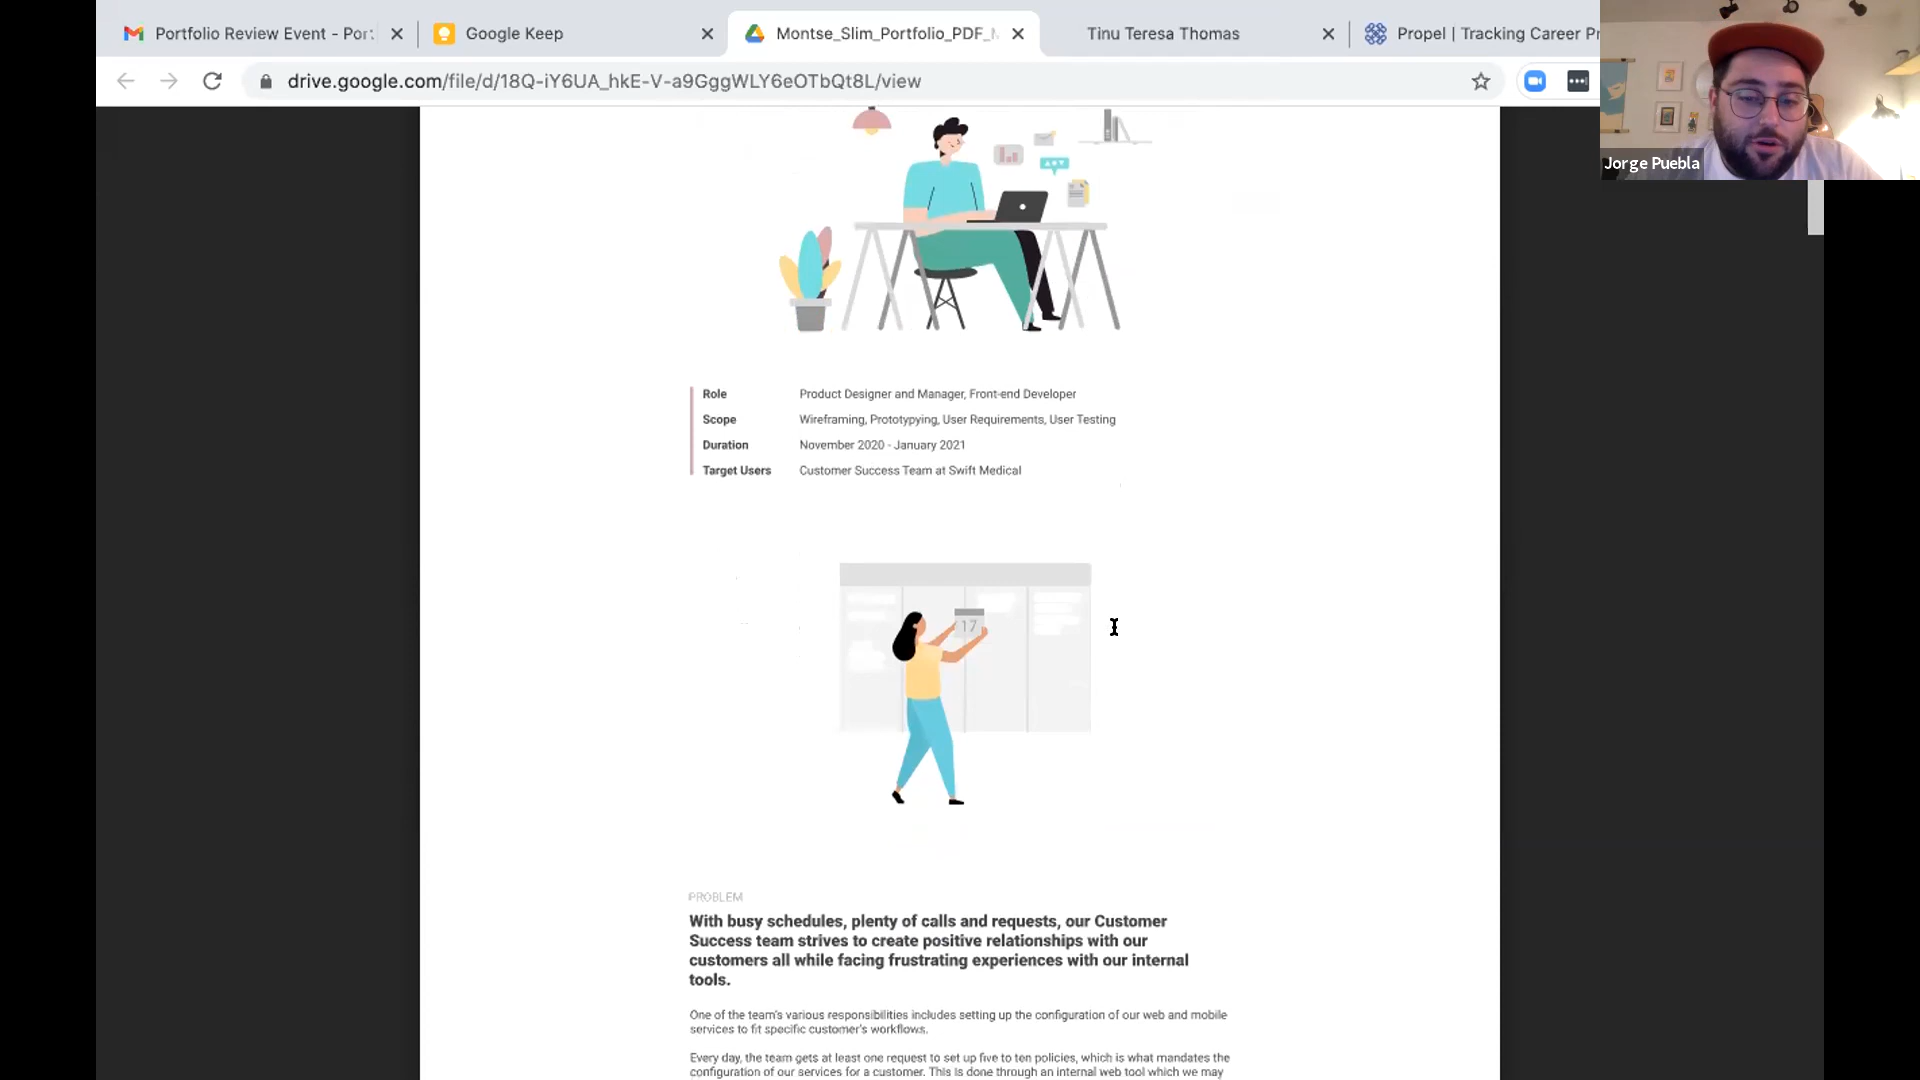 Portfolio Review Event - Por
Google Keep
Montse_Slim_Portfolio_PDF_
Tinu Teresa Thomas
Propel | Tracking Career Pr
drive.google.com/file/d/18Q-iY6UA_hkE-V-a9GggWLY6eOTbQt8L/view
Jorge Puebla
Role Product Designer and Manager, Front-end Developer
Scope Wireframing, Prototypying, User Requirements, User Testing
Duration November 2020 - January 2021
Target Users Customer Success Team at Swift Medical
17
PROBLEM
With busy schedules, plenty of calls and requests, our Customer
Success team strives to create positive relationships with our
customers all while facing frustrating experiences with our internal
tools.
One of the team's various responsibilities includes setting up the configuration of our web and mobile
services to fit specific customer's workflows.
Every day, the team gets at least one request to set up five to ten policies, which is what mandates the
configuration of our services for a customer. This is done through an internal web tool which we may